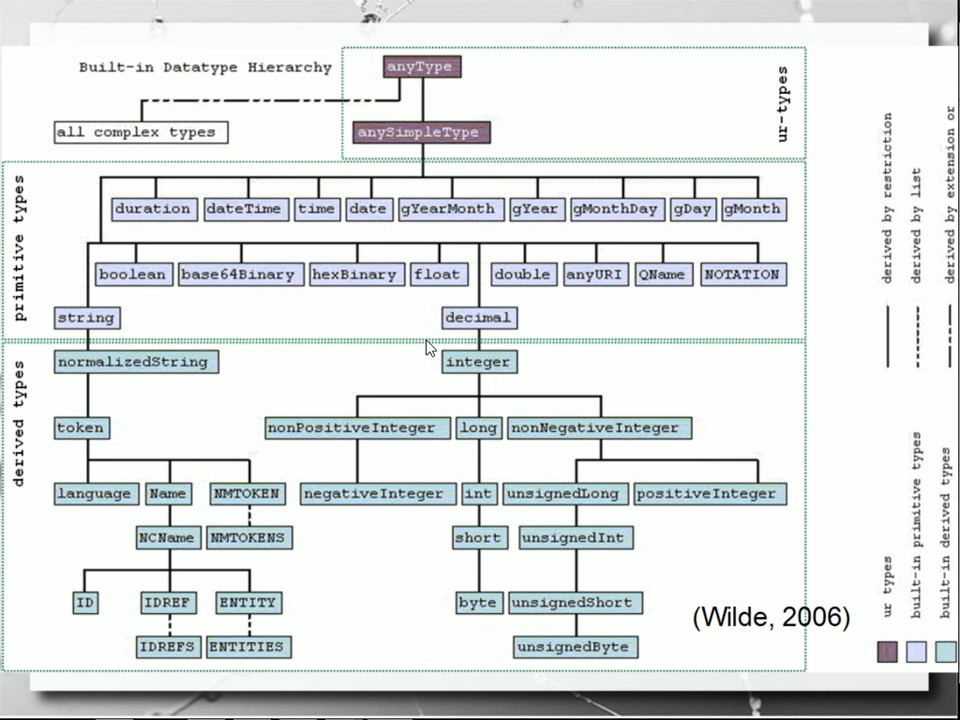 Built-in Datatype Hierarchy
anyType
ur-types
all complex types
anySimpleType
primitive types
duration
dateTime
time
date
gYearMonth
gYear
gMonthDay
gDay
gMonth
boolean
base64Binary
hexBinary
float
double
anyURI
QName
NOTATION
string
decimal
derived types
normalizedString
integer
token
nonPositiveInteger
long
nonNegativeInteger
language
Name
NMTOKEN
negativeInteger
int
unsignedLong
positiveInteger
NCName
NMTOKENS
short
unsignedInt
ID
IDREF
ENTITY
byte
unsignedShort
IDREFS
ENTITIES
unsignedByte
(Wilde, 2006)
ur types
derived by restriction
built-in primitive types
derived by list
built-in derived types
derived by extension or